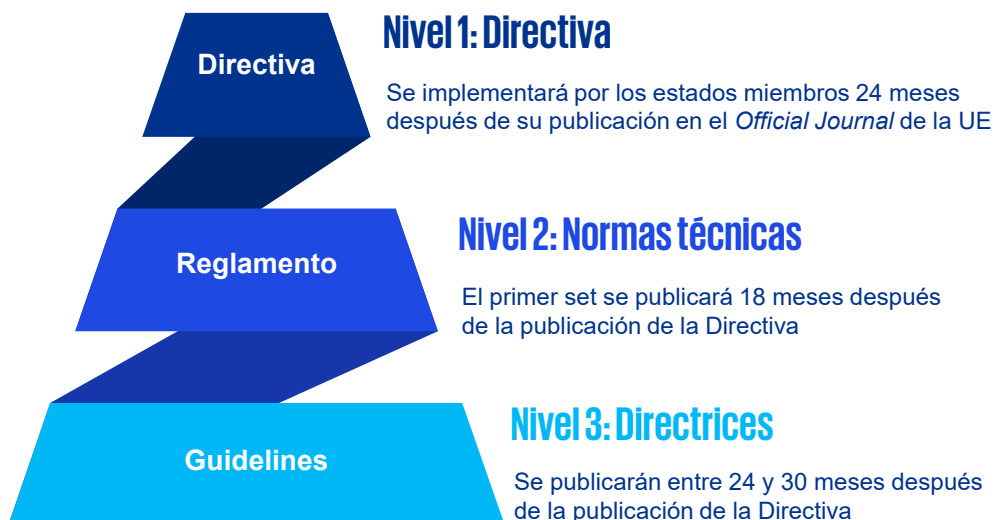 Directiva
Nivel 1: Directiva
Se implementará por los estados miembros 24 meses
después de su publicación en el Official Journal de la UE
Reglamento
Nivel 2: Normas técnicas
El primer set se publicará 18 meses después
de la publicación de la Directiva
Guidelines
Nivel 3: Directrices
Se publicarán entre 24 y 30 meses después
de la publicación de la Directiva